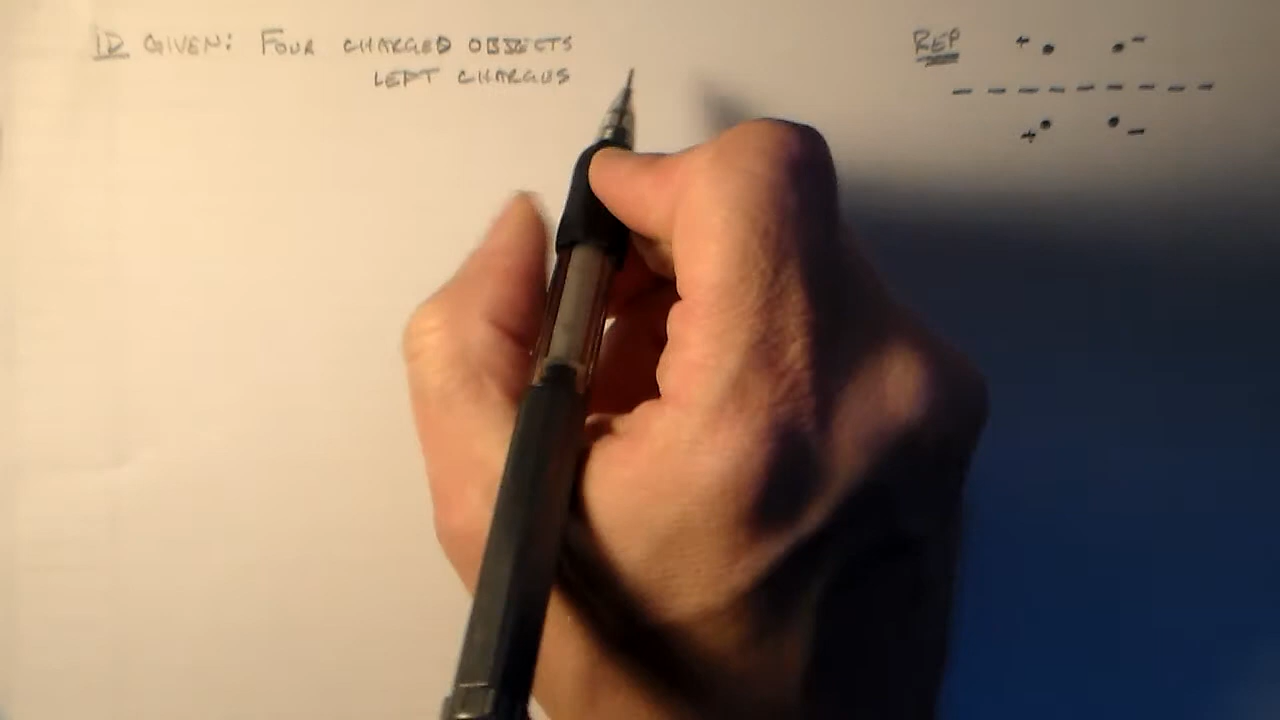 ID GIVEN: FOUR CHARGED OBJECTS
LEFT CHARGES
REP
+ -
+ -